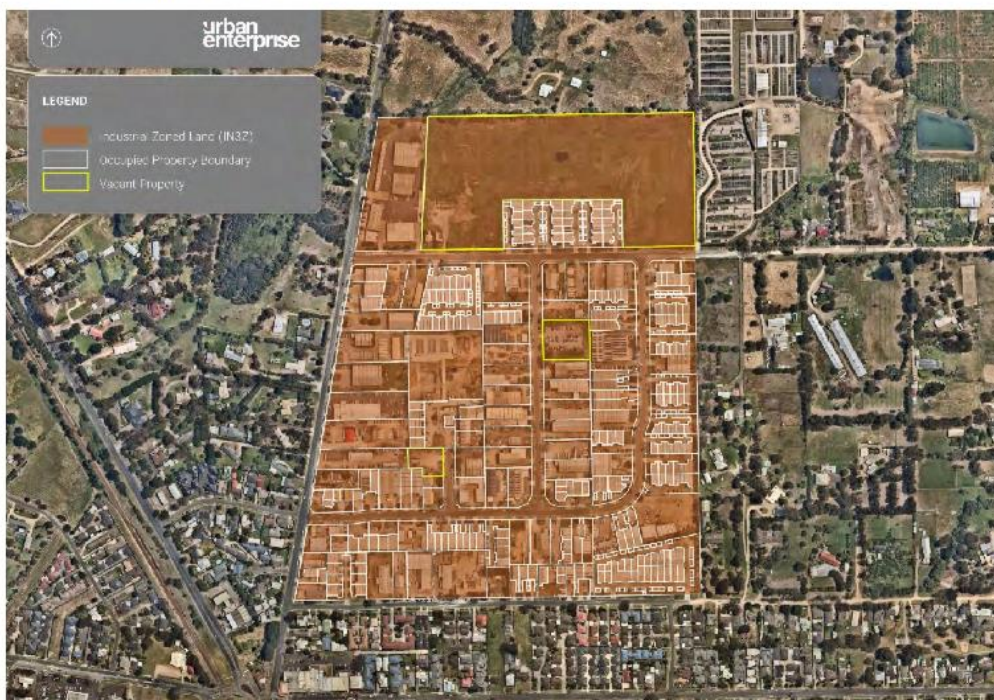 urban
enterprise
LEGEND
Industrial Zoned Land (IN3Z)
Occupied Property Boundary
Vacant Property